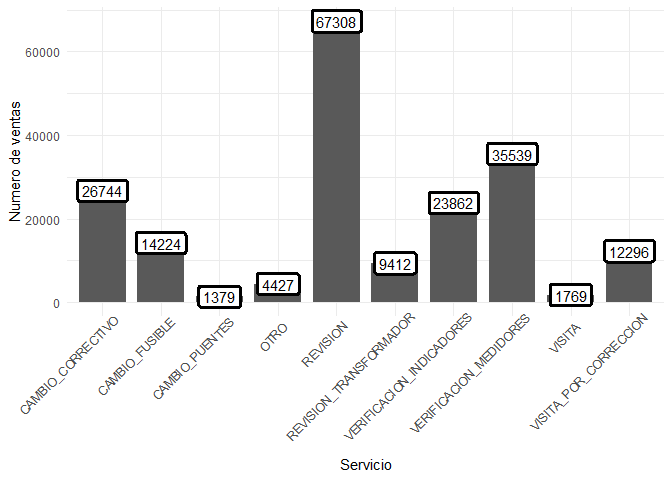 67308
60000
Numero de ventas
40000
35539
26744
23862
20000
14224
12296
9412
4427
1379
1769
0
CAMBIO_CORRECTIVO
CAMBIO_FUSIBLE
CAMBIO_PUENTES
OTRO
REVISION
REVISION_TRANSFORMADOR
VERIFICACION_INDICADORES
VERIFICACION_MEDIDORES
VISITA
VISITA_POR_CORRECCION
Servicio